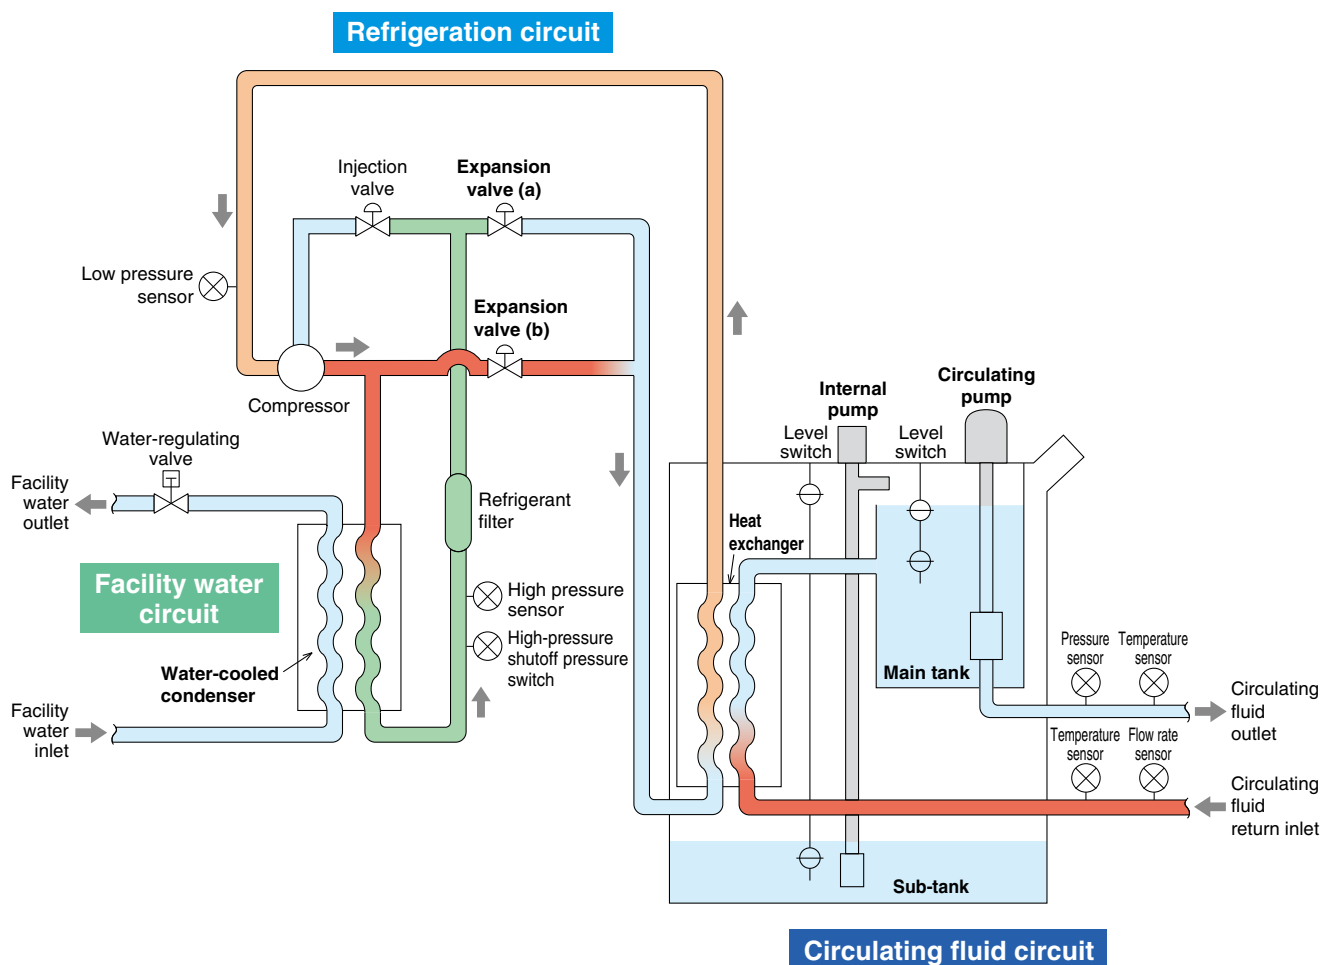 Refrigeration circuit
Injection
valve
Expansion
valve (a)
Low pressure
sensor
Expansion
valve (b)
Compressor
Internal
pump
Circulating
pump
Level
switch
Level
switch
Water-regulating
valve
Facility
water
outlet
Refrigerant
filter
Heat
exchanger
Facility water
circuit
High pressure
sensor
High-pressure
shutoff pressure
switch
Water-cooled
condenser
Main tank
Pressure
sensor
Temperature
sensor
Circulating
fluid
outlet
Facility
water
inlet
Temperature
sensor
Flow rate
sensor
Circulating
fluid
return inlet
Sub-tank
Circulating fluid circuit